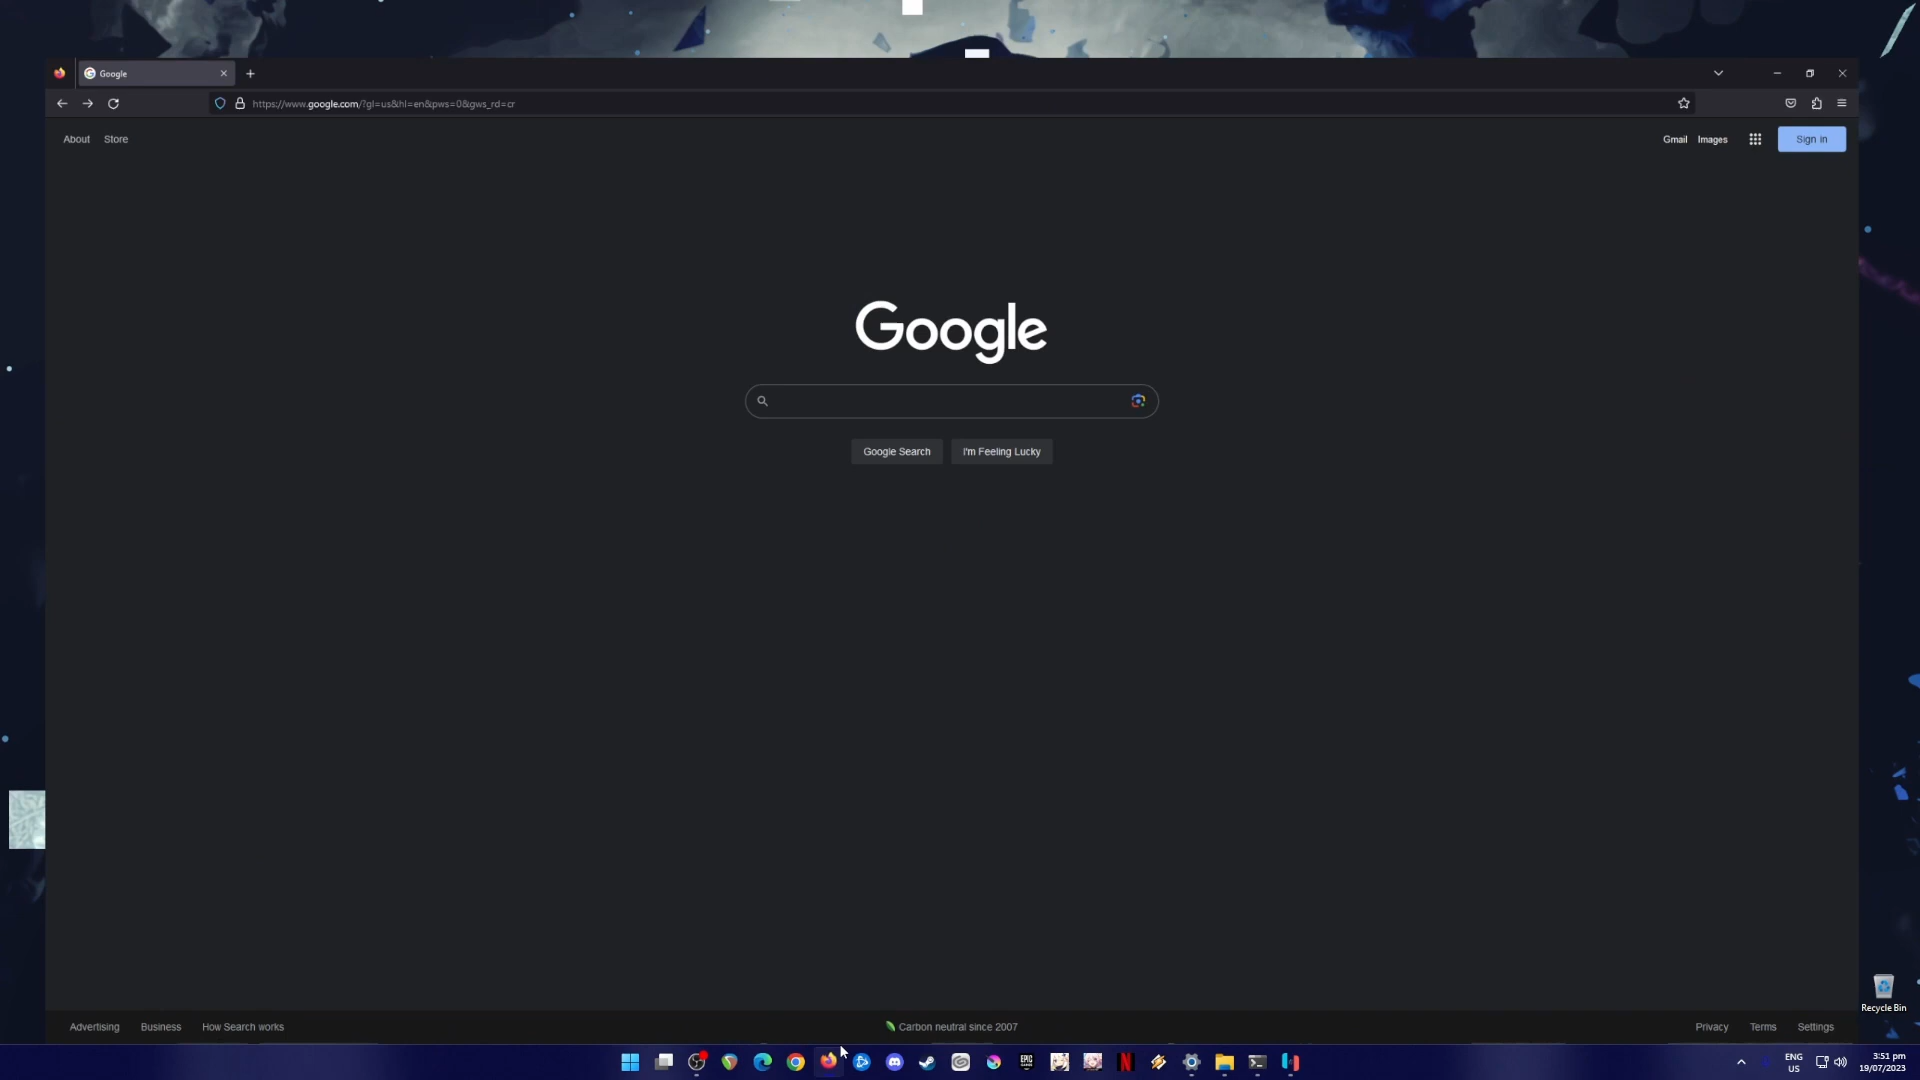 Google
https://www.google.com/?gl=us&hl=en&pws=0&gws_rd=cr
About Store
Gmail Images Sign in
Google
Google Search I'm Feeling Lucky
Recycle Bin
Advertising Business How Search works
Carbon neutral since 2007
Privacy Terms Settings
EPIC GAMES
ENG
US
3:51 pm
19/07/2023